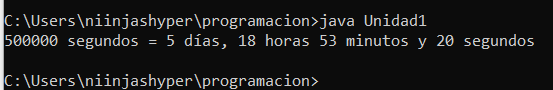 C:\Users\niinjashyper\programacion>java Unidad1
500000 segundos = 5 días, 18 horas 53 minutos y 20 segundos
C:\Users\niinjashyper\programacion>